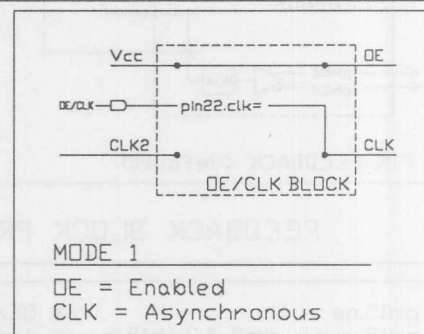 Vcc OE
OE/CLK pin22.clk=
CLK2 CLK
OE/CLK BLOCK
MODE 1
OE = Enabled
CLK = Asynchronous